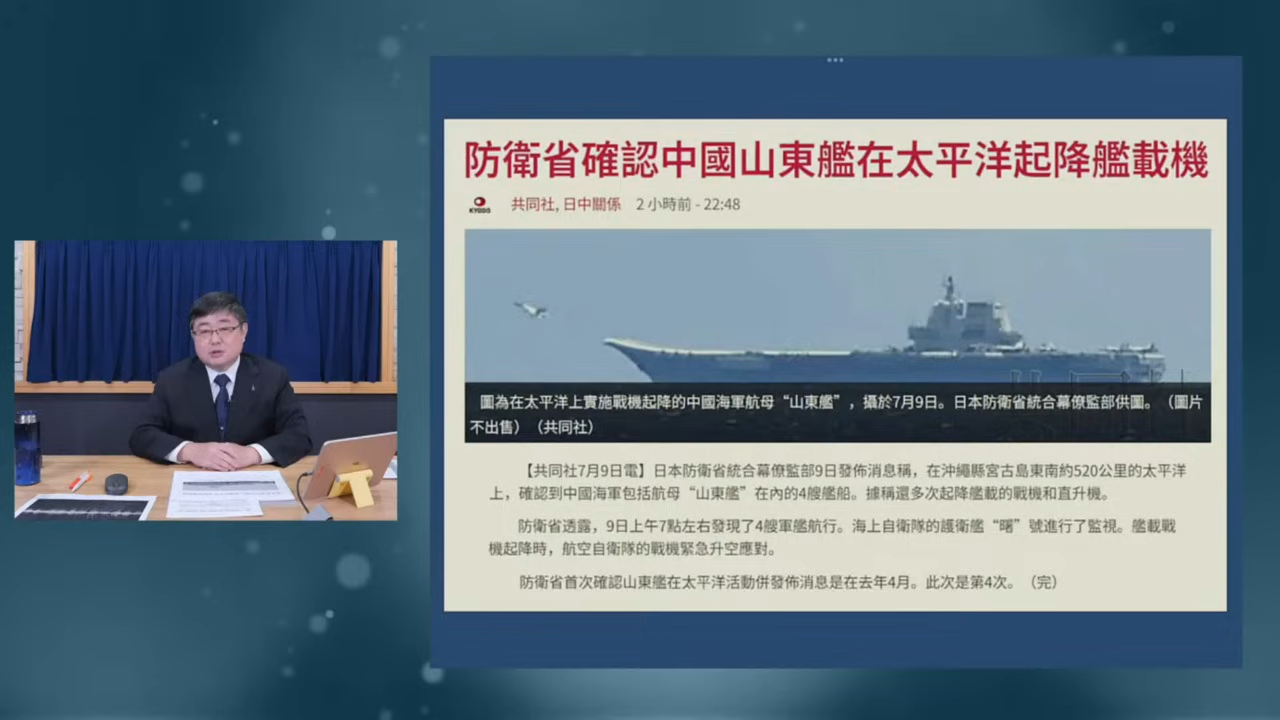 防衛省確認中國山東艦在太平洋起降艦載機
KYODO
共同社, 日中關係 2 小時前 - 22:48
圖為在太平洋上實施戰機起降的中國海軍航母“山東艦”，攝於7月9日。日本防衛省統合幕僚監部供圖。（圖片
不出售）（共同社）
【共同社7月9日電】日本防衛省統合幕僚監部9日發佈消息稱，在沖繩縣宮古島東南約520公里的太平洋
上，確認到中國海軍包括航母“山東艦”在內的4艘艦船。據稱還多次起降艦載的戰機和直升機。
防衛省透露，9日上午7點左右發現了4艘軍艦航行。海上自衛隊的護衛艦“曙”號進行了監視。艦載戰
機起降時，航空自衛隊的戰機緊急升空應對。
防衛省首次確認山東艦在太平洋活動併發佈消息是在去年4月。此次是第4次。（完）